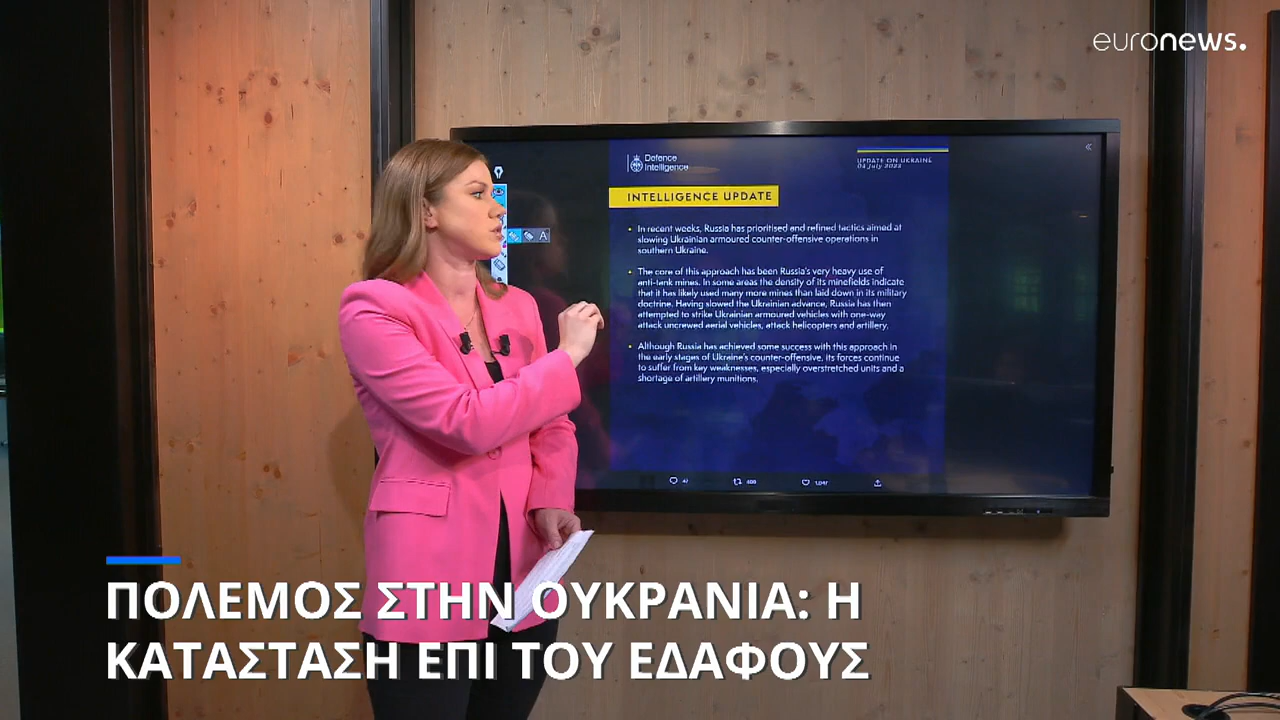 euronews.
Defence
Intelligence
UPDATE ON UKRAINE
04 July 2023
INTELLIGENCE UPDATE
• In recent weeks, Russia has prioritised and refined tactics aimed at
slowing Ukrainian armoured counter-offensive operations in
southern Ukraine.
• The core of this approach has been Russia's very heavy use of
anti-tank mines. In some areas the density of its minefields indicate
that it has likely used many more mines than laid down in its military
doctrine. Having slowed the Ukrainian advance, Russia has then
attempted to strike Ukrainian armoured vehicles with one-way
attack uncrewed aerial vehicles, attack helicopters and artillery.
• Although Russia has achieved some success with this approach in
the early stages of Ukraine's counter-offensive, its forces continue
to suffer from key weaknesses, especially overstretched units and a
shortage of artillery munitions.
A
ΠΟΛΕΜΟΣ ΣΤΗΝ ΟΥΚΡΑΝΙΑ: Η
ΚΑΤΑΣΤΑΣΗ ΕΠΙ ΤΟΥ ΕΔΑΦΟΥΣ